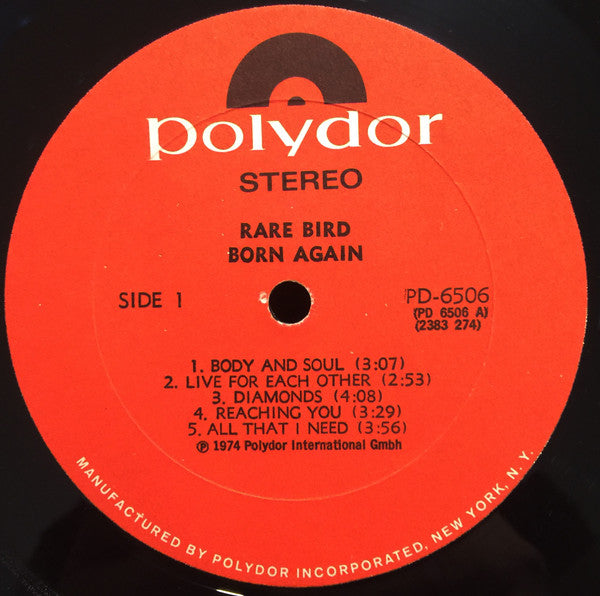 polydor
STEREO
RARE BIRD
BORN AGAIN
SIDE 1
PD-6506
(PD 6506 A)
(2383 274)
1. BODY AND SOUL (3:07)
2. LIVE FOR EACH OTHER (2:53)
3. DIAMONDS (4:08)
4. REACHING YOU (3:29)
5. ALL THAT I NEED (3:56)
℗ 1974 Polydor International Gmbh
MANUFACTURED BY POLYDOR INCORPORATED, NEW YORK, N. Y.